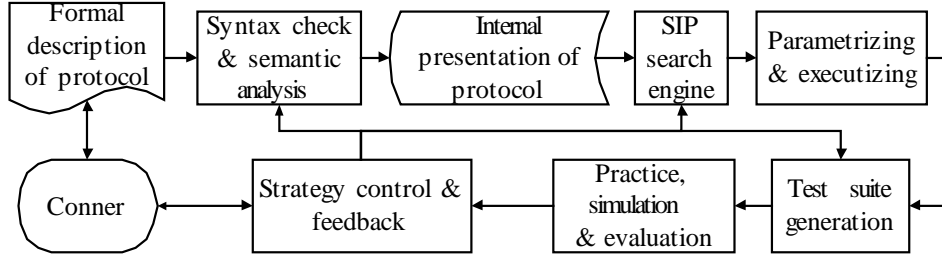 Formal
description
of protocol
Syntax check
& semantic
analysis
Internal
presentation of
protocol
SIP
search
engine
Parametrizing
& executizing
Conner
Strategy control &
feedback
Practice,
simulation
& evaluation
Test suite
generation